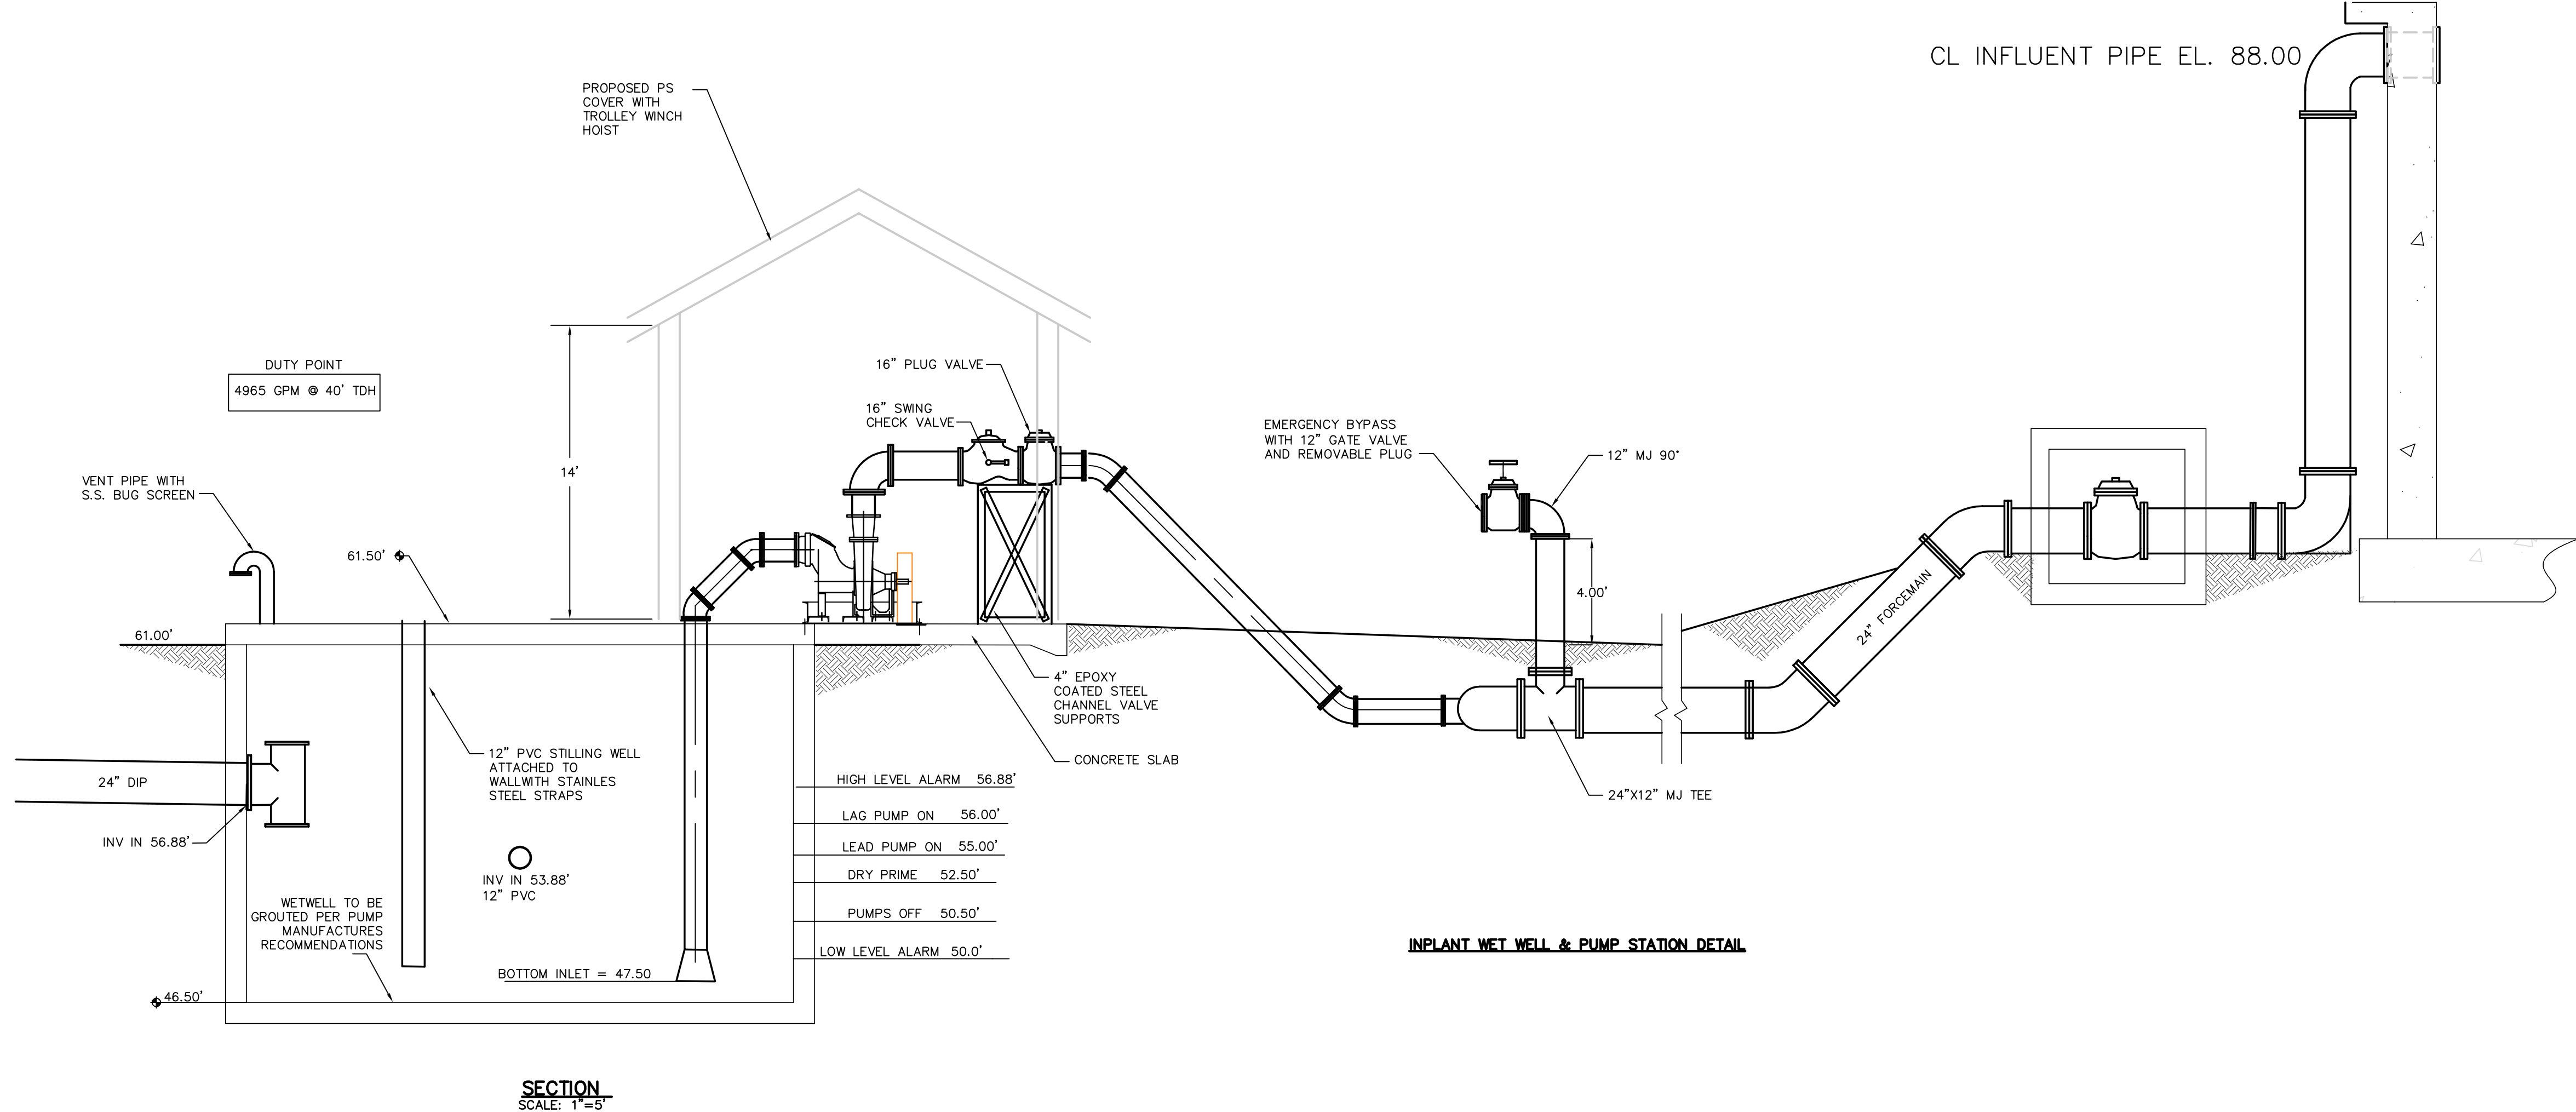 CL INFLUENT PIPE EL. 88.00
PROPOSED PS
COVER WITH
TROLLEY WINCH
HOIST
DUTY POINT
4965 GPM @ 40' TDH
14'
16" PLUG VALVE
16" SWING
CHECK VALVE
EMERGENCY BYPASS
WITH 12" GATE VALVE
AND REMOVABLE PLUG
12" MJ 90°
VENT PIPE WITH
S.S. BUG SCREEN
61.50'
61.00'
4.00'
24" FORCEMAIN
4" EPOXY
COATED STEEL
CHANNEL VALVE
SUPPORTS
CONCRETE SLAB
24"X12" MJ TEE
24" DIP
INV IN 56.88'
12" PVC STILLING WELL
ATTACHED TO
WALLWITH STAINLES
STEEL STRAPS
INV IN 53.88'
12" PVC
WETWELL TO BE
GROUTED PER PUMP
MANUFACTURES
RECOMMENDATIONS
HIGH LEVEL ALARM 56.88'
LAG PUMP ON 56.00'
LEAD PUMP ON 55.00'
DRY PRIME 52.50'
PUMPS OFF 50.50'
LOW LEVEL ALARM 50.0'
BOTTOM INLET = 47.50
46.50'
INPLANT WET WELL & PUMP STATION DETAIL
SECTION
SCALE: 1"=5'